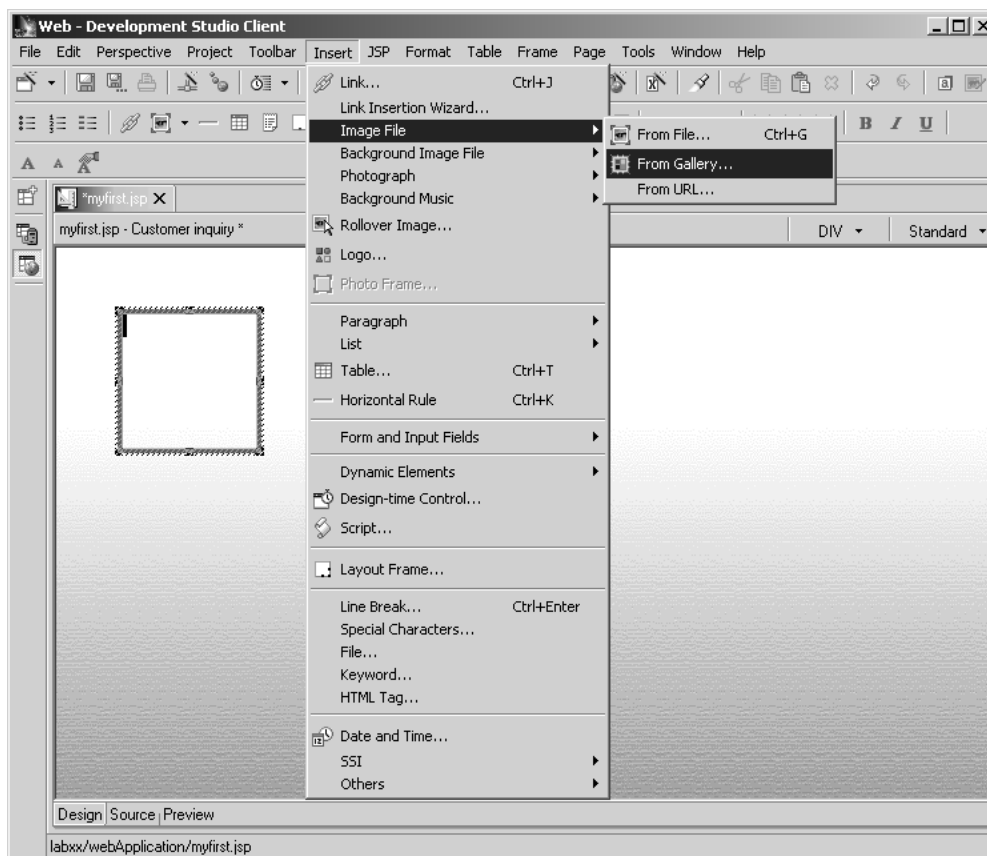 Web - Development Studio Client
File Edit Perspective Project Toolbar Insert JSP Format Table Frame Page Tools Window Help
Link... Ctrl+J
Link Insertion Wizard...
Image File
From File... Ctrl+G
From Gallery...
From URL...
Background Image File
Photograph
Background Music
Rollover Image...
Logo...
Photo Frame...
Paragraph
List
Table... Ctrl+T
Horizontal Rule Ctrl+K
Form and Input Fields
Dynamic Elements
Design-time Control...
Script...
Layout Frame...
Line Break... Ctrl+Enter
Special Characters...
File...
Keyword...
HTML Tag...
Date and Time...
SSI
Others
B I U
A A
*myfirst.jsp
myfirst.jsp - Customer inquiry *
DIV Standard
Design Source Preview
labxx/webApplication/myfirst.jsp